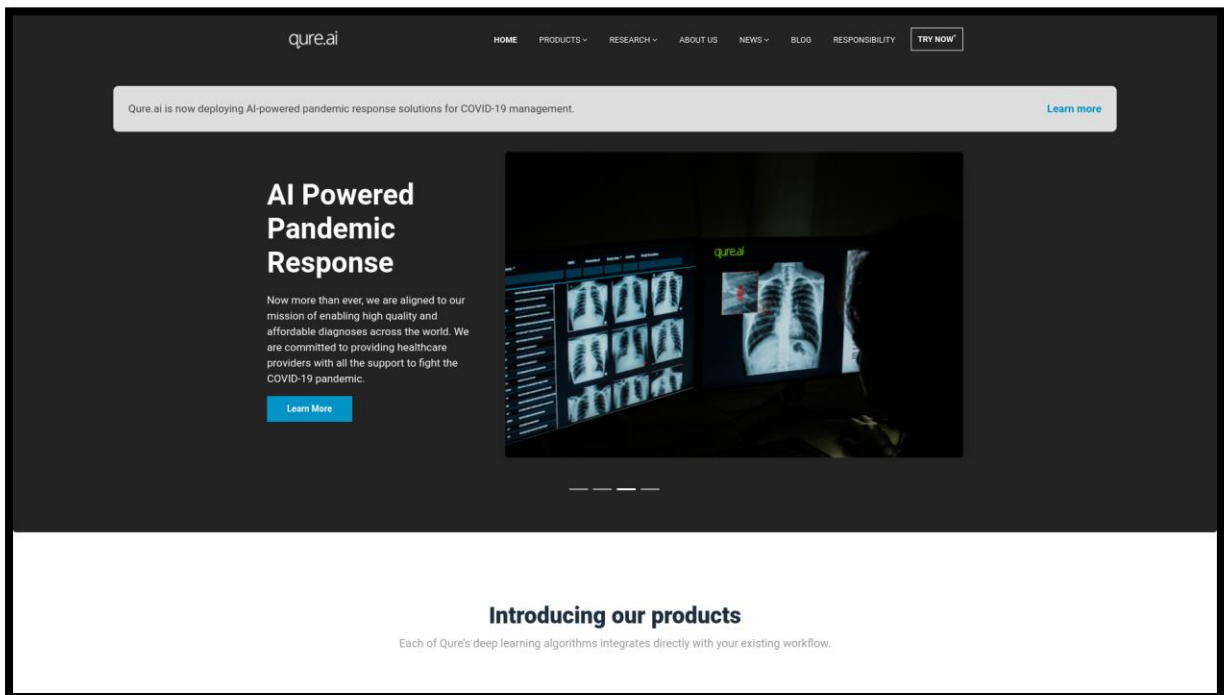 qure.ai
HOME PRODUCTS RESEARCH ABOUT US NEWS BLOG RESPONSIBILITY TRY NOW*
Qure.ai is now deploying AI-powered pandemic response solutions for COVID-19 management. Learn more
AI Powered
Pandemic
Response
Now more than ever, we are aligned to our
mission of enabling high quality and
affordable diagnoses across the world. We
are committed to providing healthcare
providers with all the support to fight the
COVID-19 pandemic.
Learn More
qure.ai
Introducing our products
Each of Qure's deep learning algorithms integrates directly with your existing workflow.